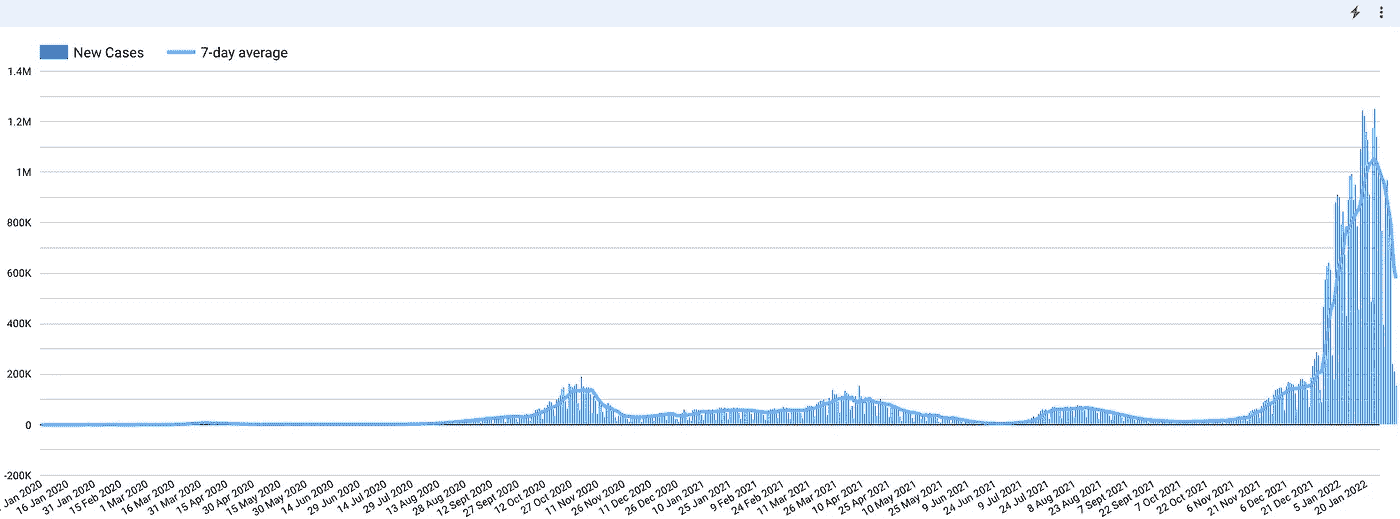 New Cases 7-day average
1.4M
1.2M
1M
800K
600K
400K
200K
0
-200K
Jan 2020
16 Jan 2020
31 Jan 2020
15 Feb 2020
1 Mar 2020
16 Mar 2020
31 Mar 2020
15 Apr 2020
30 Apr 2020
15 May 2020
30 May 2020
14 Jun 2020
29 Jun 2020
14 Jul 2020
29 Jul 2020
13 Aug 2020
28 Aug 2020
12 Sept 2020
27 Sept 2020
12 Oct 2020
27 Oct 2020
11 Nov 2020
26 Nov 2020
11 Dec 2020
26 Dec 2020
10 Jan 2021
25 Jan 2021
9 Feb 2021
24 Feb 2021
11 Mar 2021
26 Mar 2021
10 Apr 2021
25 Apr 2021
10 May 2021
25 May 2021
9 Jun 2021
24 Jun 2021
9 Jul 2021
24 Jul 2021
8 Aug 2021
23 Aug 2021
7 Sept 2021
22 Sept 2021
7 Oct 2021
22 Oct 2021
6 Nov 2021
21 Nov 2021
6 Dec 2021
21 Dec 2021
5 Jan 2022
20 Jan 2022